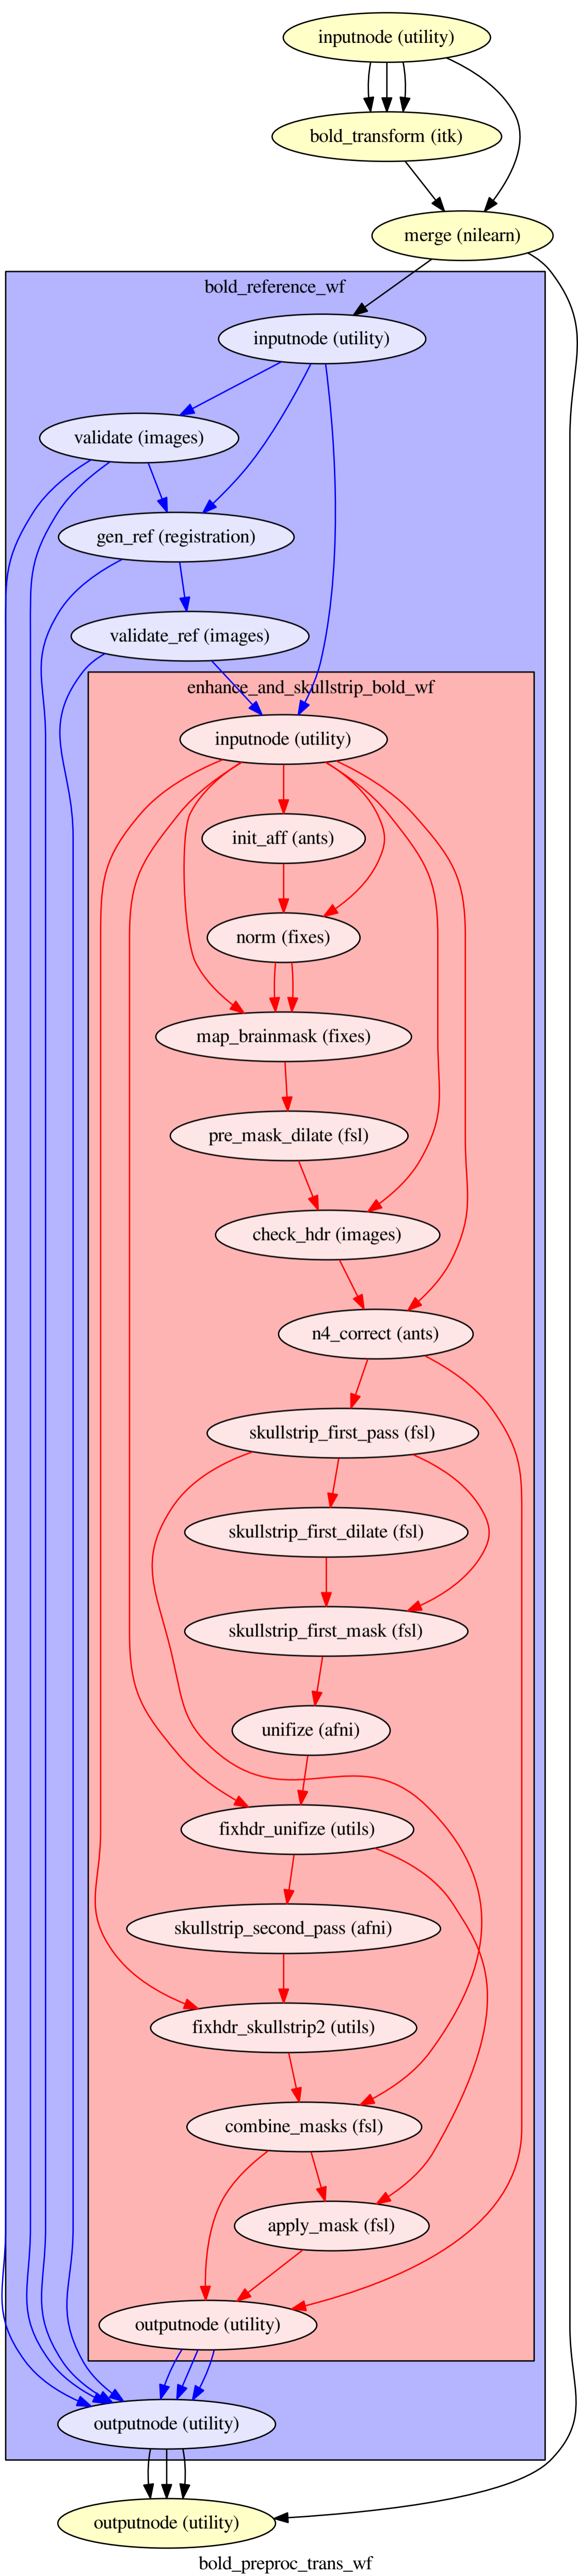 inputnode (utility)
bold_transform (itk)
merge (nilearn)
bold_reference_wf
inputnode (utility)
validate (images)
gen_ref (registration)
validate_ref (images)
enhance_and_skullstrip_bold_wf
inputnode (utility)
init_aff (ants)
norm (fixes)
map_brainmask (fixes)
pre_mask_dilate (fsl)
check_hdr (images)
n4_correct (ants)
skullstrip_first_pass (fsl)
skullstrip_first_dilate (fsl)
skullstrip_first_mask (fsl)
unifize (afni)
fixhdr_unifize (utils)
skullstrip_second_pass (afni)
fixhdr_skullstrip2 (utils)
combine_masks (fsl)
apply_mask (fsl)
outputnode (utility)
outputnode (utility)
outputnode (utility)
bold_preproc_trans_wf